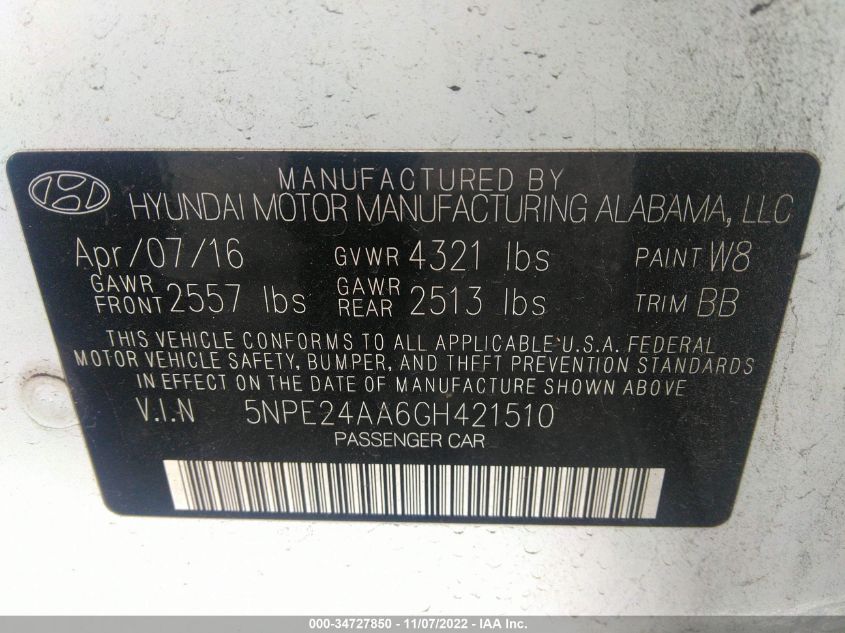 MANUFACTURED BY
HYUNDAI MOTOR MANUFACTURING ALABAMA, LLC
Apr/07/16 GVWR 4321 lbs PAINT W8
GAWR FRONT 2557 lbs GAWR REAR 2513 lbs TRIM BB
THIS VEHICLE CONFORMS TO ALL APPLICABLE U.S.A. FEDERAL
MOTOR VEHICLE SAFETY, BUMPER, AND THEFT PREVENTION STANDARDS
IN EFFECT ON THE DATE OF MANUFACTURE SHOWN ABOVE
V.I.N 5NPE24AA6GH421510
PASSENGER CAR
000-34727850 - 11/07/2022 - IAA Inc.